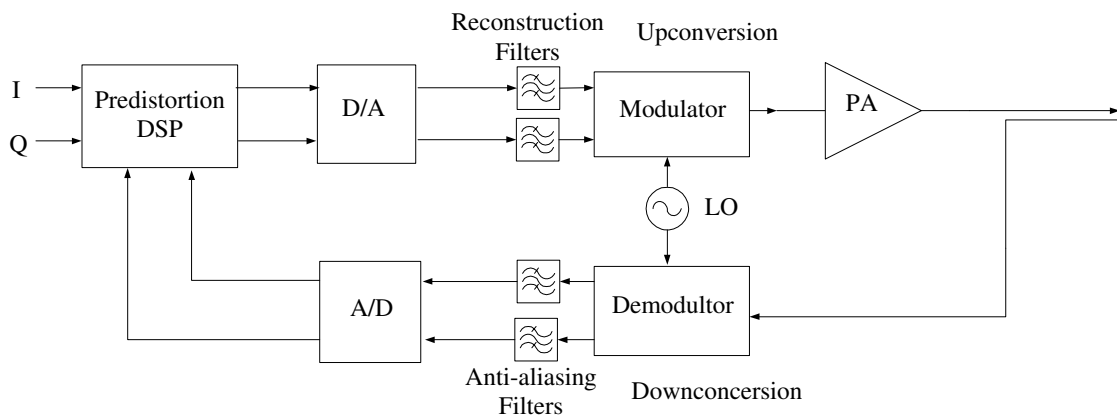 Reconstruction
Filters
Upconversion
I
Q
Predistortion
DSP
D/A
Modulator
PA
LO
A/D
Demodultor
Anti-aliasing
Filters
Downconcersion